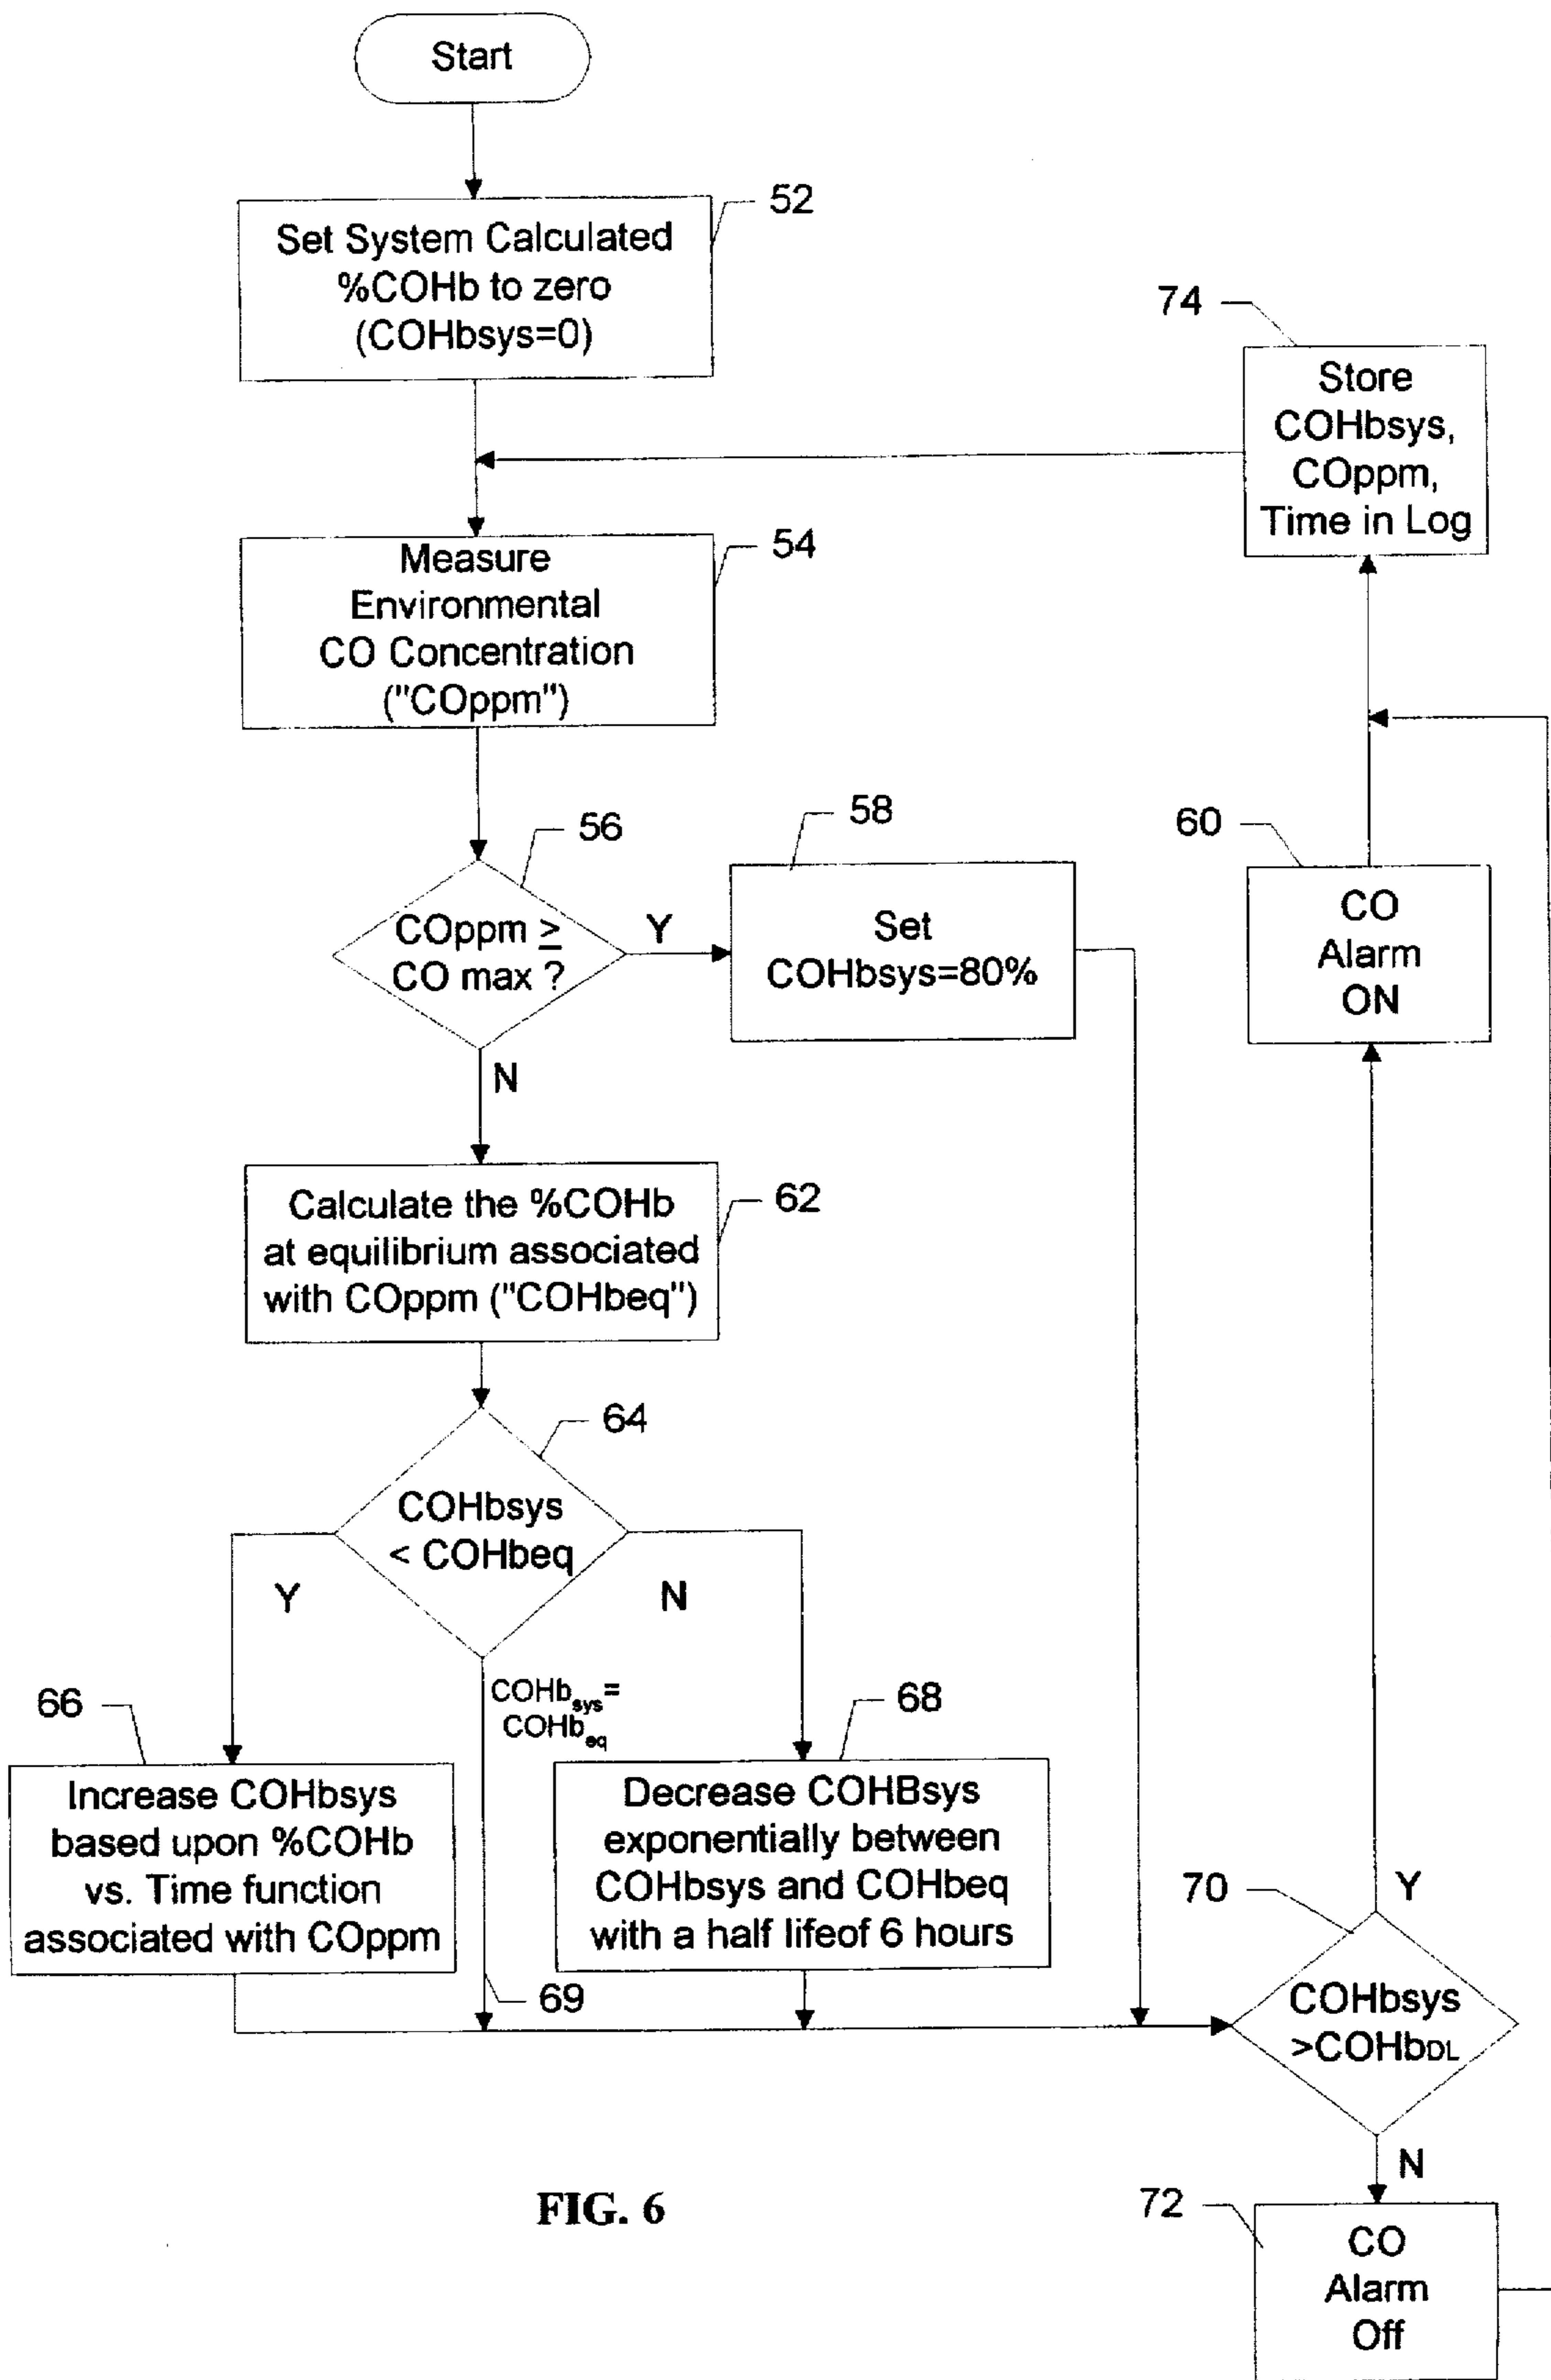 Start
52
Set System Calculated
%COHb to zero
(COHbsys=0)
74
Store
COHbsys,
COppm,
Time in Log
54
Measure
Environmental
CO Concentration
("COppm")
56
COppm ≥
CO max ?
Y
N
58
Set
COHbsys=80%
60
CO
Alarm
ON
62
Calculate the %COHb
at equilibrium associated
with COppm ("COHbeq")
64
COHbsys
< COHbeq
Y
N
COHbsys=
COHbeq
66
Increase COHbsys
based upon %COHb
vs. Time function
associated with COppm
68
Decrease COHBsys
exponentially between
COHbsys and COHbeq
with a half lifeof 6 hours
69
70
Y
COHbsys
>COHbDL
N
72
CO
Alarm
Off
FIG. 6